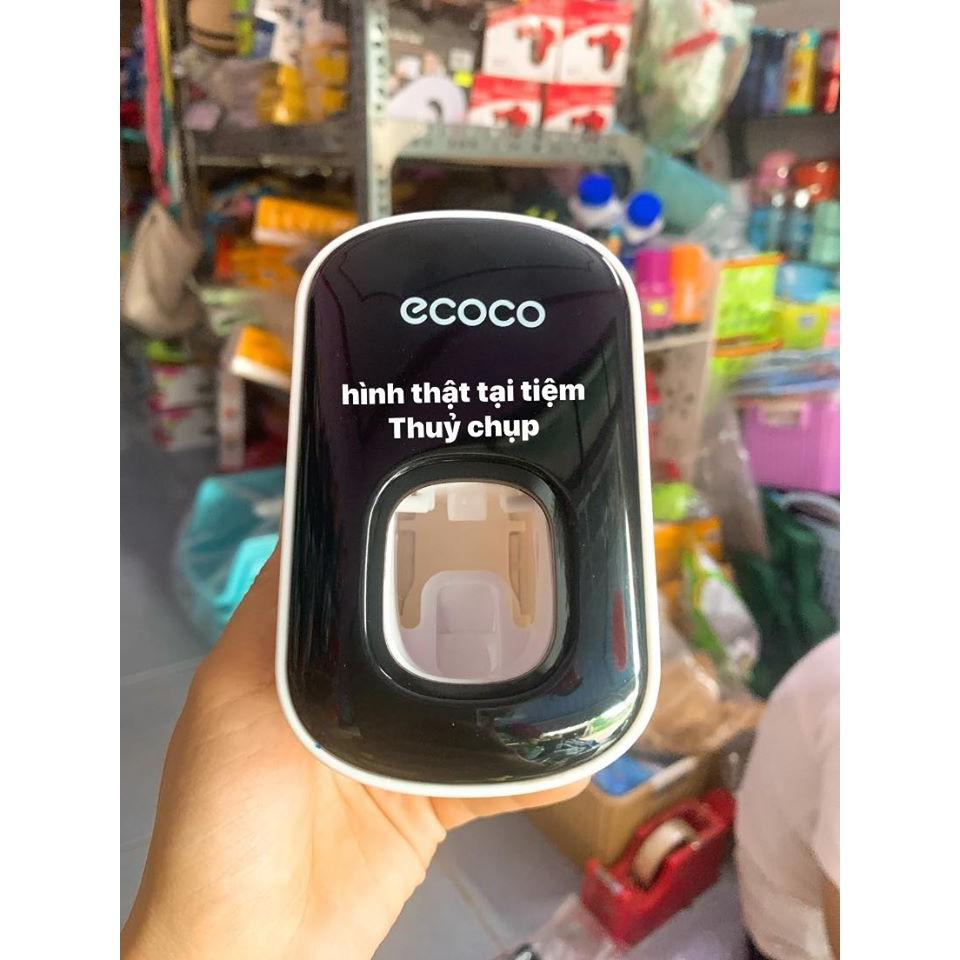 ecoco
hình thật tại tiệm
Thuỷ chụp